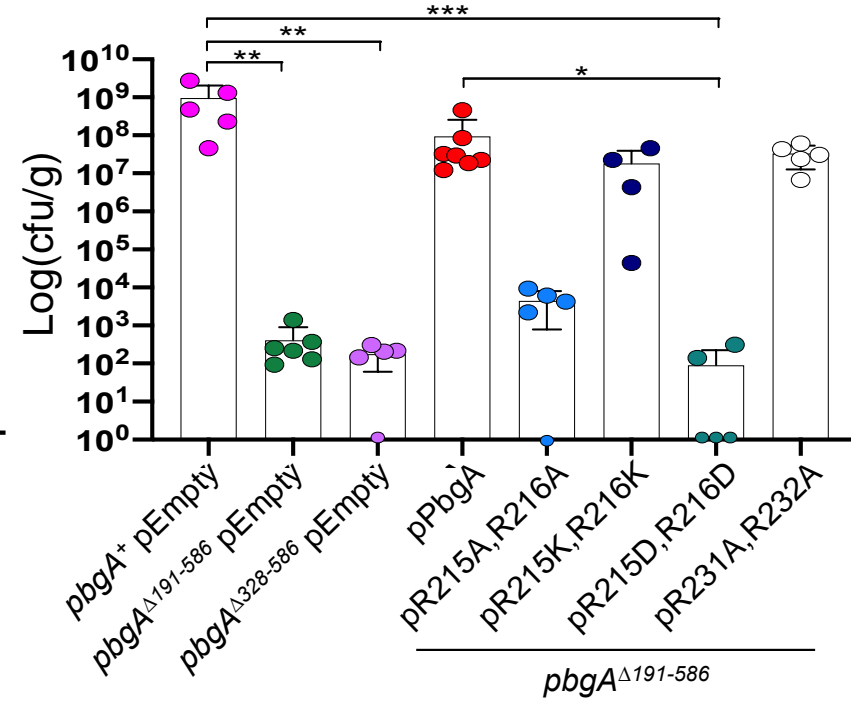 ***
**
**
*
Log(cfu/g)
10¹⁰
10⁹
10⁸
10⁷
10⁶
10⁵
10⁴
10³
10²
10¹
10⁰
pbgA⁺ pEmpty
pbgA^Δ191-586 pEmpty
pbgA^Δ328-586 pEmpty
pPbgA
pR215A,R216A
pR215K,R216K
pR215D,R216D
pR231A,R232A
pbgA^Δ191-586